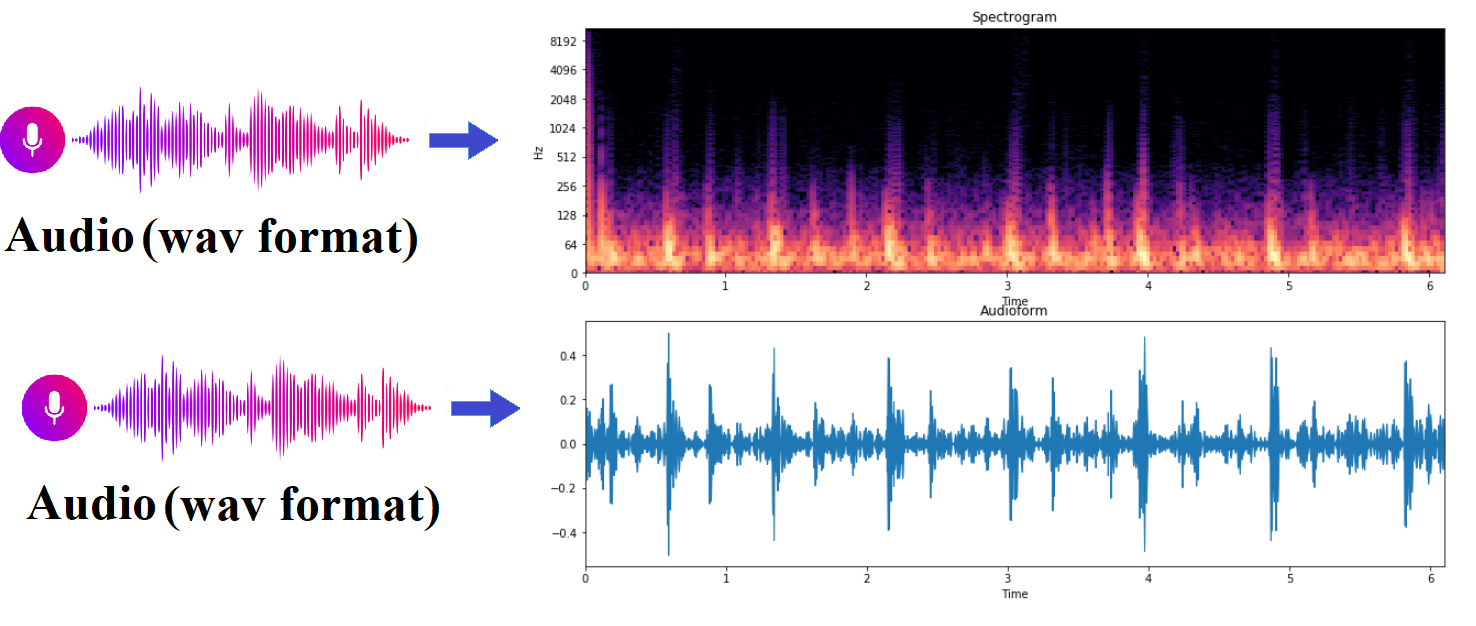 Audio (wav format)
Spectrogram
8192
4096
2048
1024
512
256
128
64
0
Hz
0 1 2 3 4 5 6
Time
Audio (wav format)
Audioform
0.4
0.2
0.0
−0.2
−0.4
0 1 2 3 4 5 6
Time